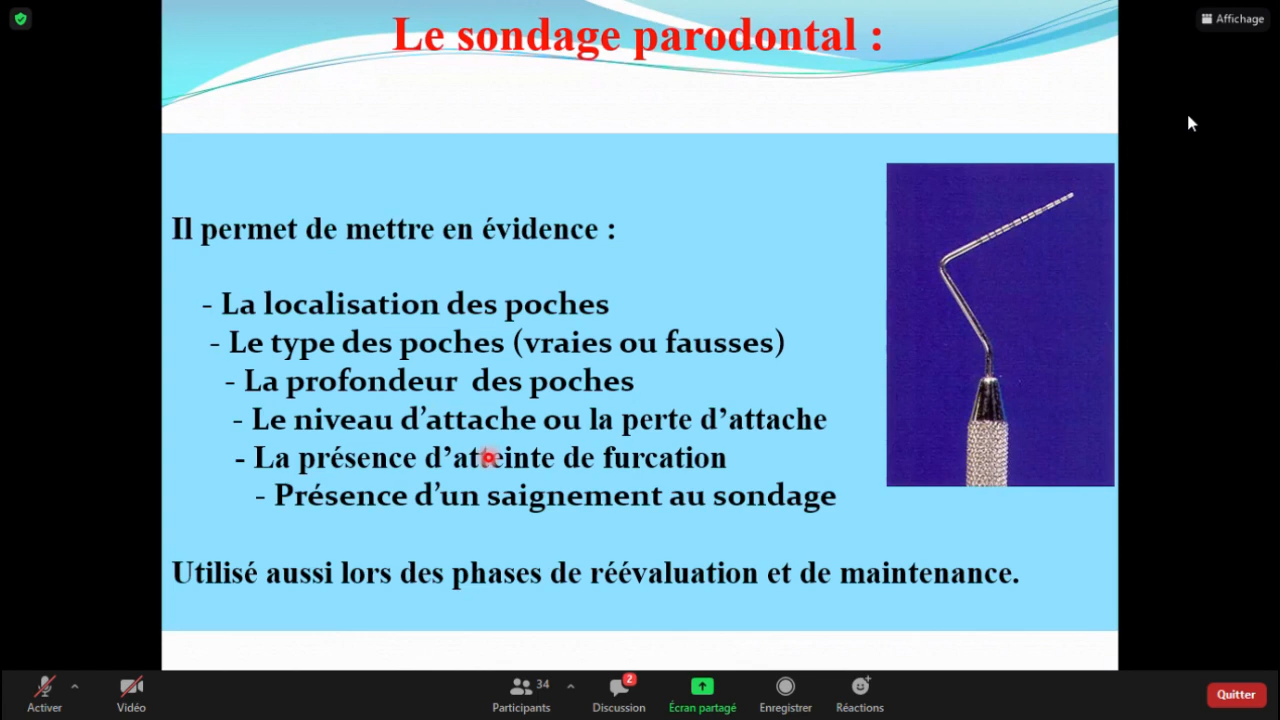 Affichage
Le sondage parodontal :
Il permet de mettre en évidence :
- La localisation des poches
- Le type des poches (vraies ou fausses)
- La profondeur des poches
- Le niveau d'attache ou la perte d'attache
- La présence d'atteinte de furcation
- Présence d'un saignement au sondage
Utilisé aussi lors des phases de réévaluation et de maintenance.
Activer
Vidéo
34
Participants
2
Discussion
Écran partagé
Enregistrer
Réactions
Quitter